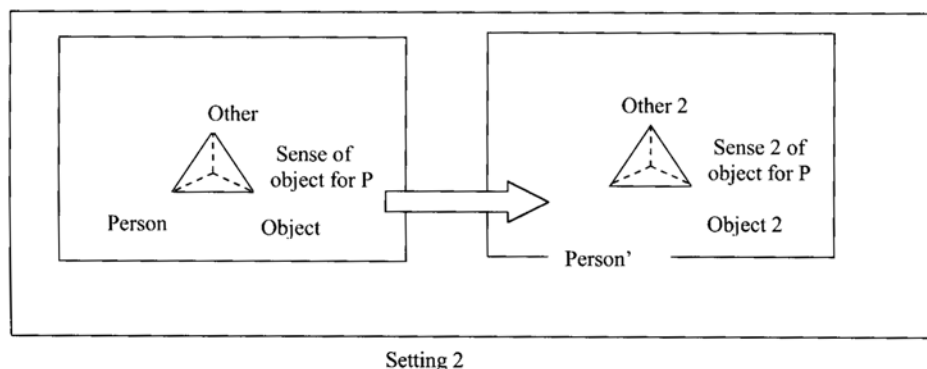 Other
Sense of
object for P
Person
Object
Other 2
Sense 2 of
object for P
Object 2
Person’
Setting 2